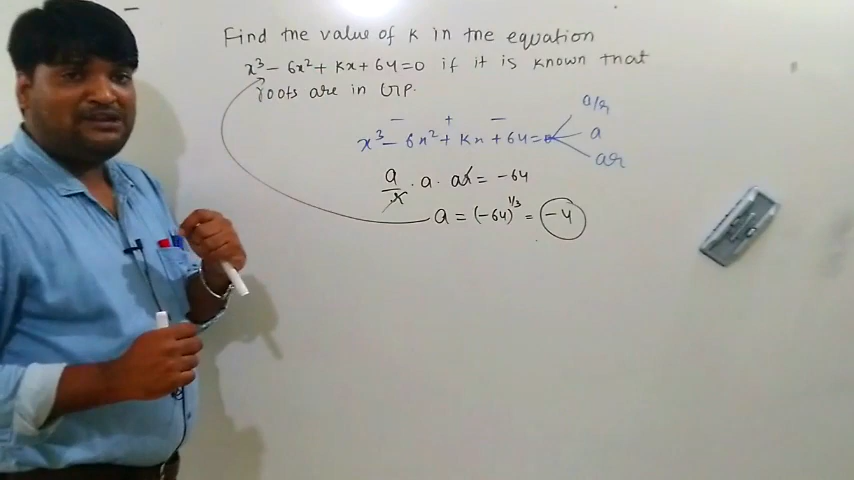 Find the value of K in the equation
x³ - 6x² + Kx + 64 = 0 if it is known that
roots are in G.P.
- + -
x³ - 6x² + Kx + 64 = 0
a/r
a
ar
a/r · a · ar = -64
a = (-64)^1/3 = -4